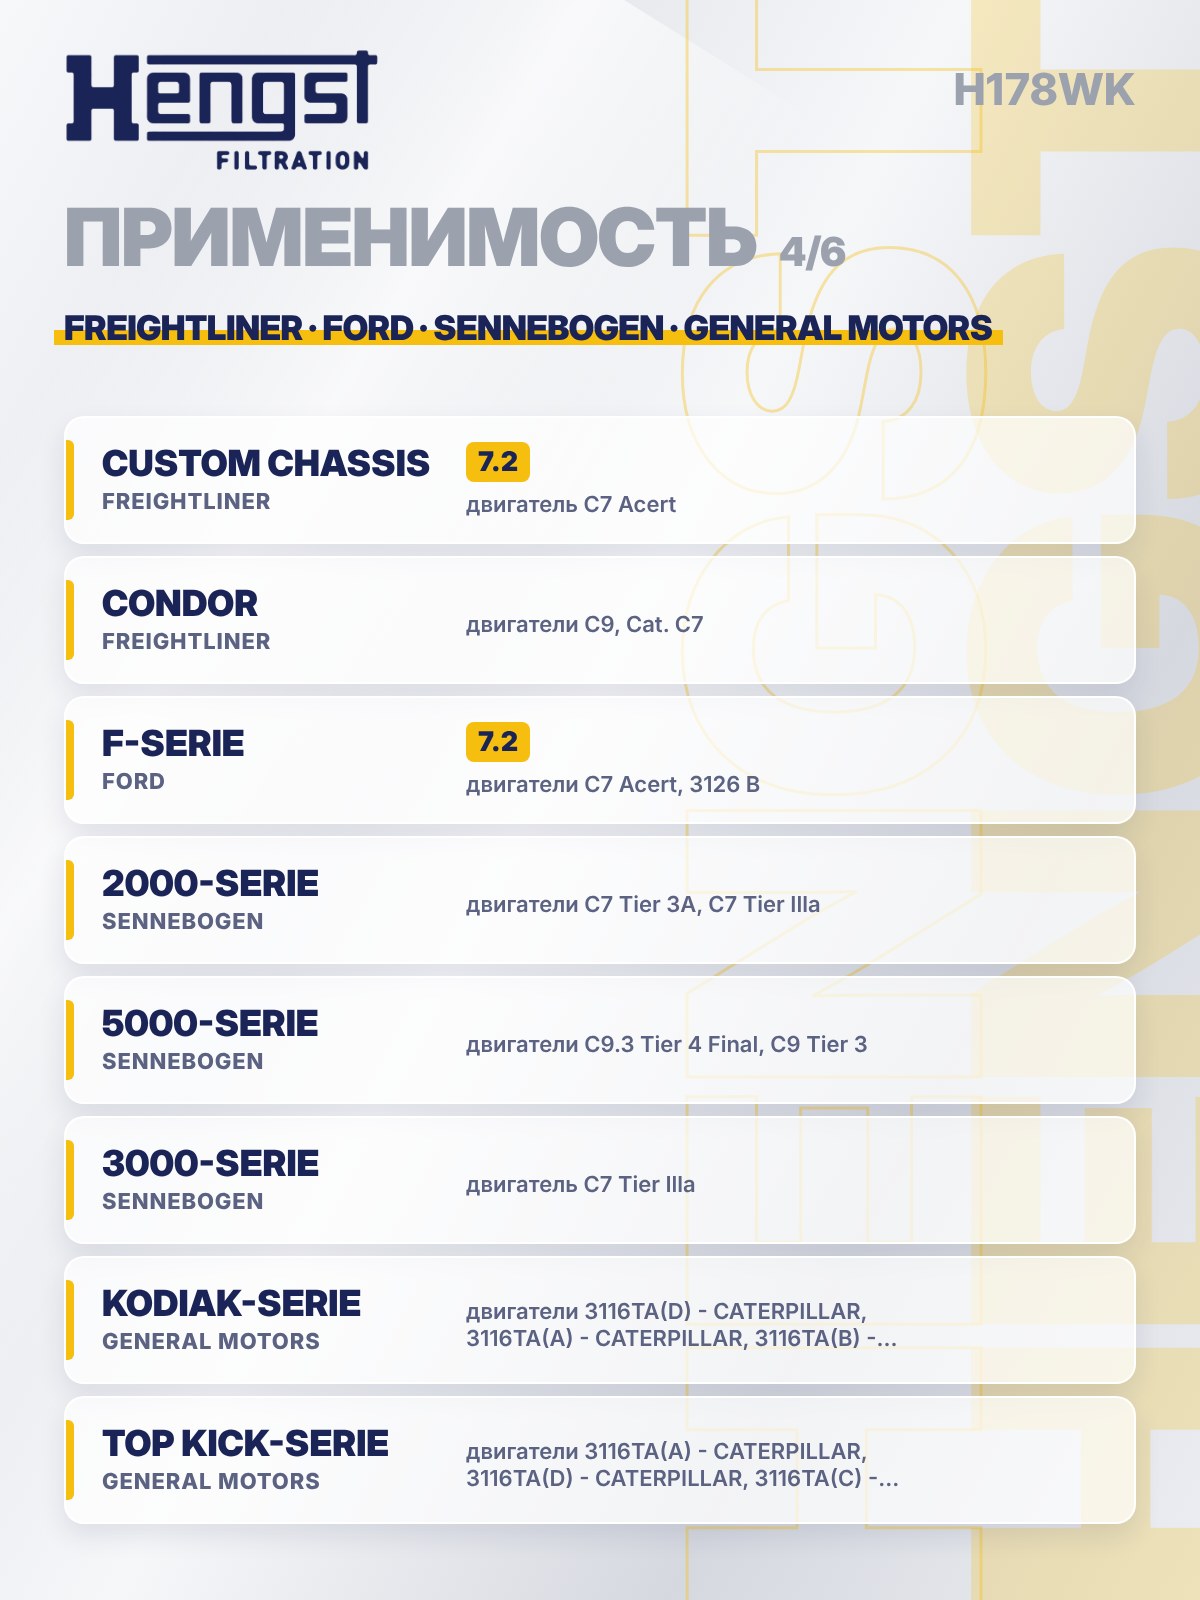 Hengst
FILTRATION
H178WK
ПРИМЕНИМОСТЬ 4/6
FREIGHTLINER · FORD · SENNEBOGEN · GENERAL MOTORS
CUSTOM CHASSIS
FREIGHTLINER
7.2
двигатель C7 Acert
CONDOR
FREIGHTLINER
двигатели C9, Cat. C7
F-SERIE
FORD
7.2
двигатели C7 Acert, 3126 B
2000-SERIE
SENNEBOGEN
двигатели C7 Tier 3A, C7 Tier IIIa
5000-SERIE
SENNEBOGEN
двигатели C9.3 Tier 4 Final, C9 Tier 3
3000-SERIE
SENNEBOGEN
двигатель C7 Tier IIIa
KODIAK-SERIE
GENERAL MOTORS
двигатели 3116TA(D) - CATERPILLAR,
3116TA(A) - CATERPILLAR, 3116TA(B) -...
TOP KICK-SERIE
GENERAL MOTORS
двигатели 3116TA(A) - CATERPILLAR,
3116TA(D) - CATERPILLAR, 3116TA(C) -...
HENGST
HENGST